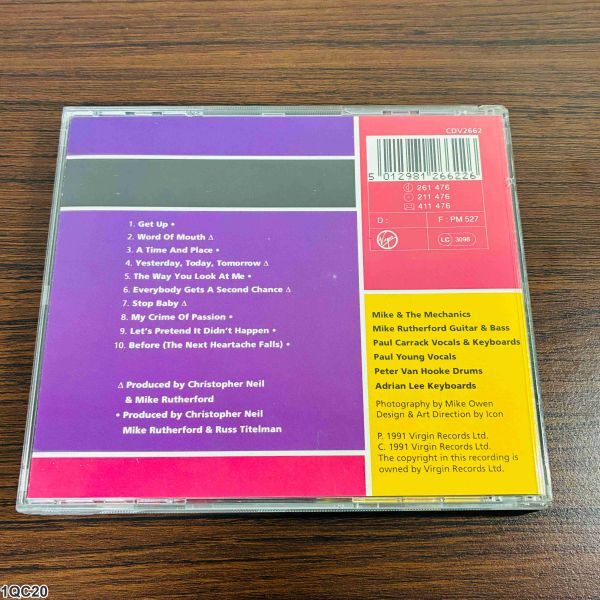 CDV2662
5 012981 266226
261 476
211 476
411 476
D :
F : PM 527
Virgin
LC 3098
1. Get Up •
2. Word Of Mouth Δ
3. A Time And Place •
4. Yesterday, Today, Tomorrow Δ
5. The Way You Look At Me •
6. Everybody Gets A Second Chance Δ
7. Stop Baby Δ
8. My Crime Of Passion •
9. Let's Pretend It Didn't Happen •
10. Before (The Next Heartache Falls) •
Δ Produced by Christopher Neil
& Mike Rutherford
• Produced by Christopher Neil
Mike Rutherford & Russ Titelman
Mike & The Mechanics
Mike Rutherford Guitar & Bass
Paul Carrack Vocals & Keyboards
Paul Young Vocals
Peter Van Hooke Drums
Adrian Lee Keyboards
Photography by Mike Owen
Design & Art Direction by Icon
P. 1991 Virgin Records Ltd.
C. 1991 Virgin Records Ltd.
The copyright in this recording is
owned by Virgin Records Ltd.
1QC20